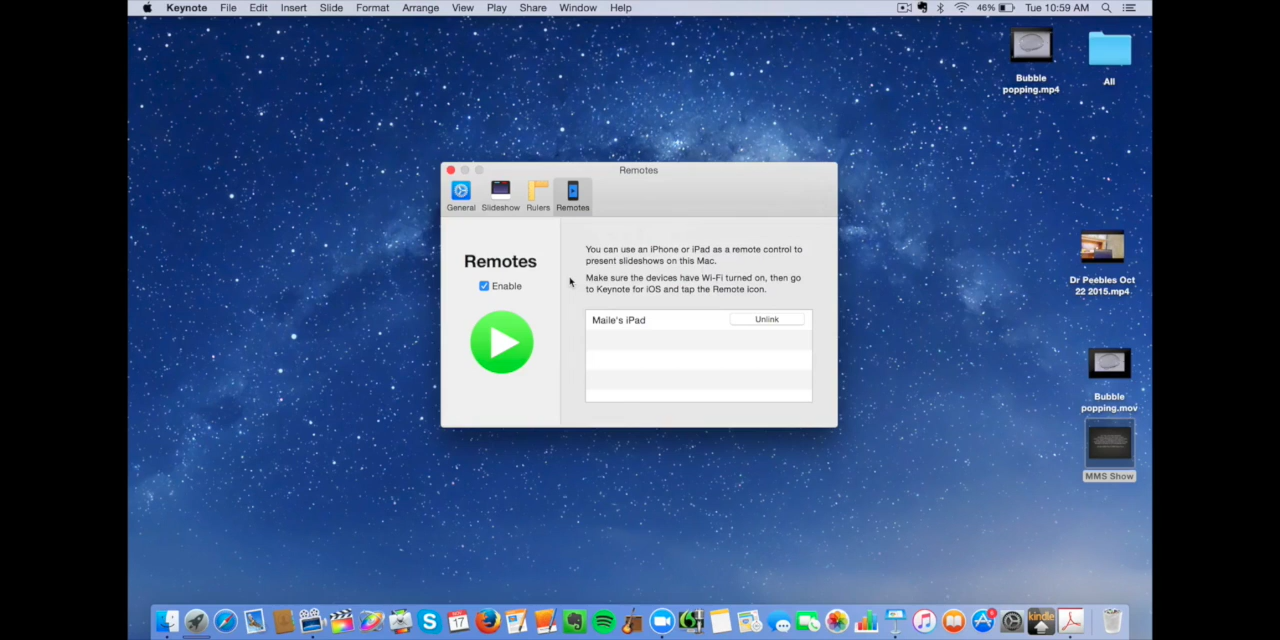 Keynote File Edit Insert Slide Format Arrange View Play Share Window Help 46% Tue 10:59 AM
Bubble
popping.mp4
All
Remotes
General Slideshow Rulers Remotes
Remotes
Enable
You can use an iPhone or iPad as a remote control to
present slideshows on this Mac.
Make sure the devices have Wi-Fi turned on, then go
to Keynote for iOS and tap the Remote icon.
Maile's iPad Unlink
Dr Peebles Oct
22 2015.mp4
Bubble
popping.mov
MMS Show
17
kindle